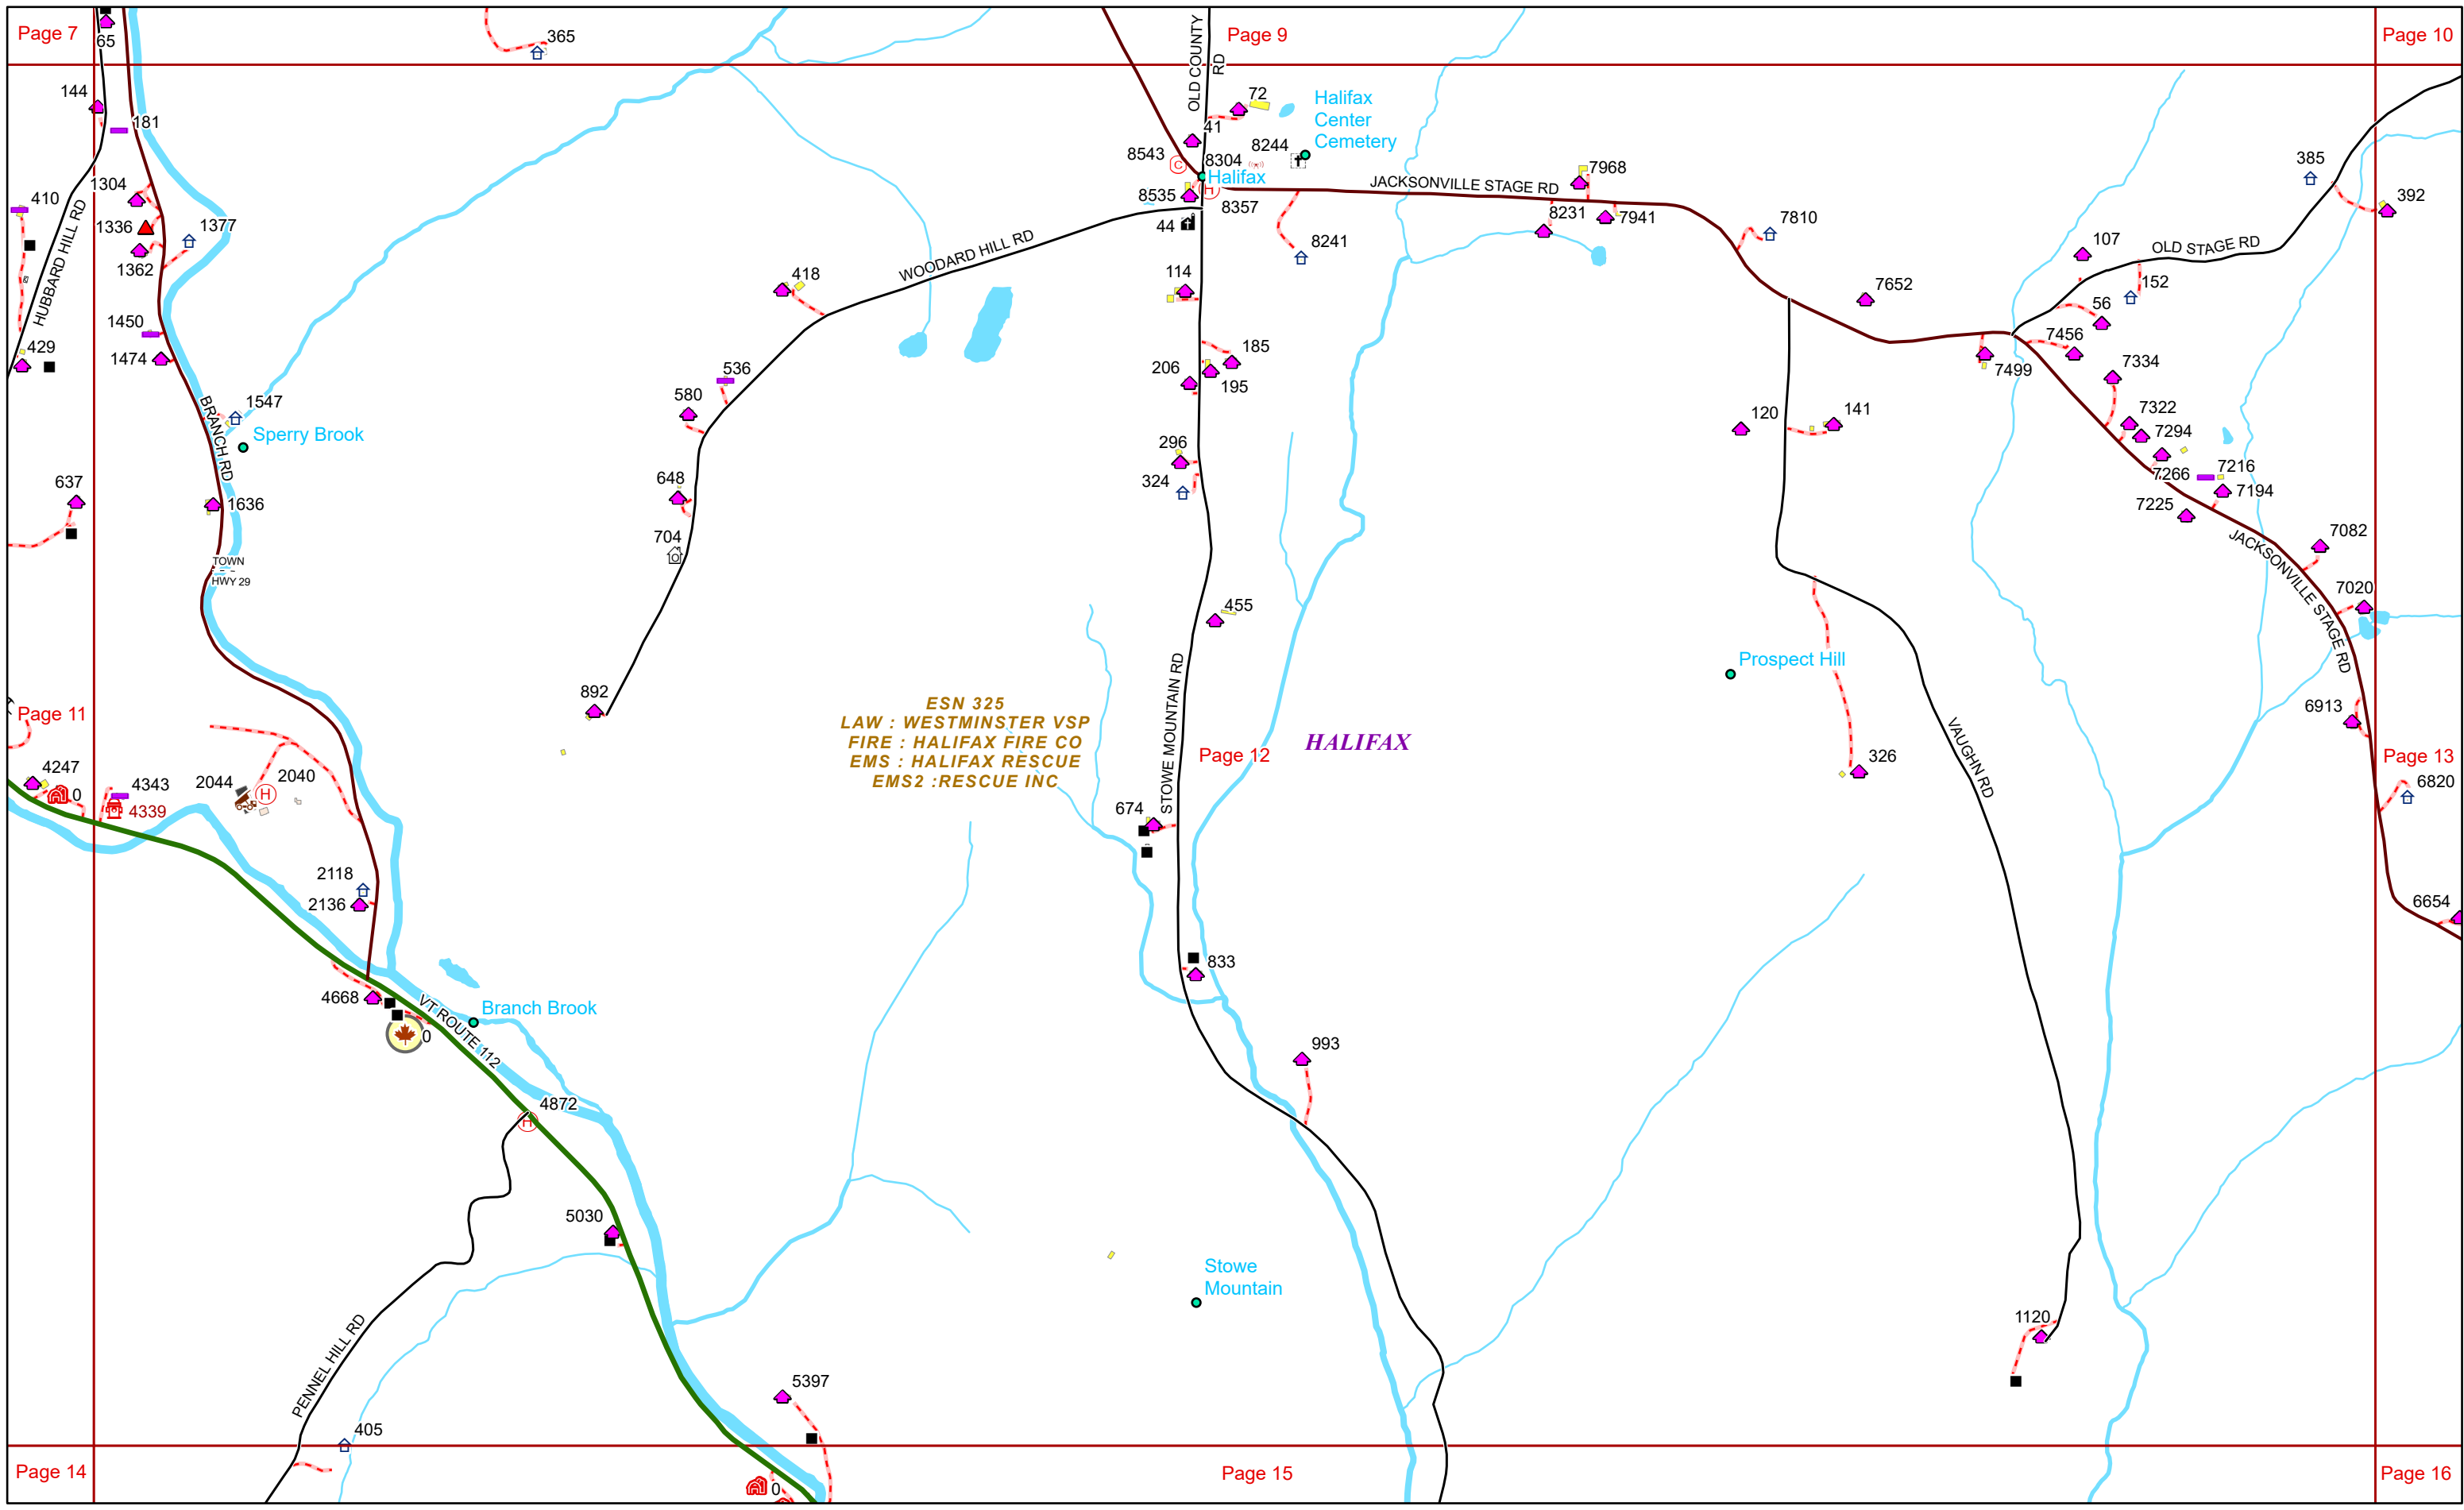 Page 7
65
365
OLD COUNTY
RD
Page 9
Page 10
144
181
72
41
Halifax
Center
Cemetery
8543
8304
8244
Halifax
8535
8357
44
JACKSONVILLE STAGE RD
7968
8231
7941
7810
385
392
410
1304
1336
1377
1362
HUBBARD HILL RD
418
WOODARD HILL RD
114
8241
107
OLD STAGE RD
152
7652
56
7456
7499
7334
1450
1474
429
536
580
185
206
195
1547
BRANCH RD
Sperry Brook
120
141
7322
7294
7266
7216
7194
7225
637
1636
648
296
324
704
TOWN
HWY 29
7082
JACKSONVILLE STAGE RD
7020
455
STOWE MOUNTAIN RD
Prospect Hill
892
Page 11
ESN 325
LAW : WESTMINSTER VSP
FIRE : HALIFAX FIRE CO
EMS : HALIFAX RESCUE
EMS2 :RESCUE INC
Page 12
HALIFAX
6913
VAUGHN RD
326
Page 13
6820
4247
0
4343
4339
2044
2040
H
674
2118
2136
6654
833
4668
0
VT ROUTE 112
Branch Brook
993
4872
H
5030
Stowe
Mountain
1120
PENNEL HILL RD
5397
405
Page 14
0
Page 15
Page 16